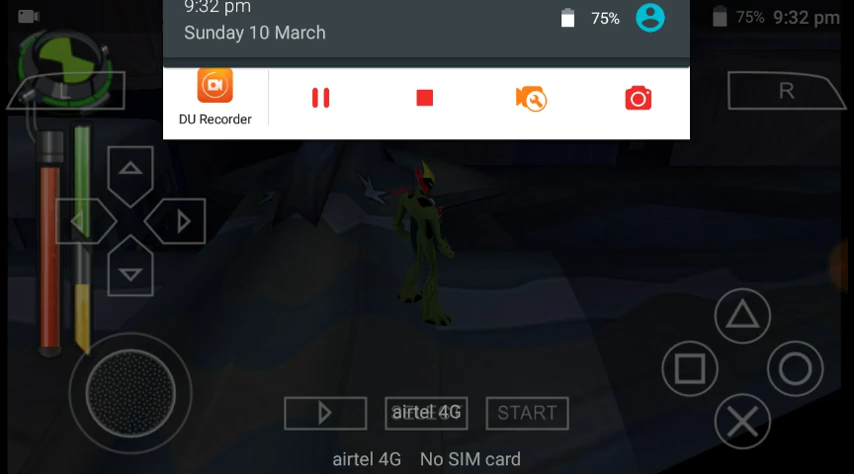 9:32 pm
Sunday 10 March
75%
75% 9:32 pm
L
R
DU Recorder
airtel 4G
START
airtel 4G No SIM card